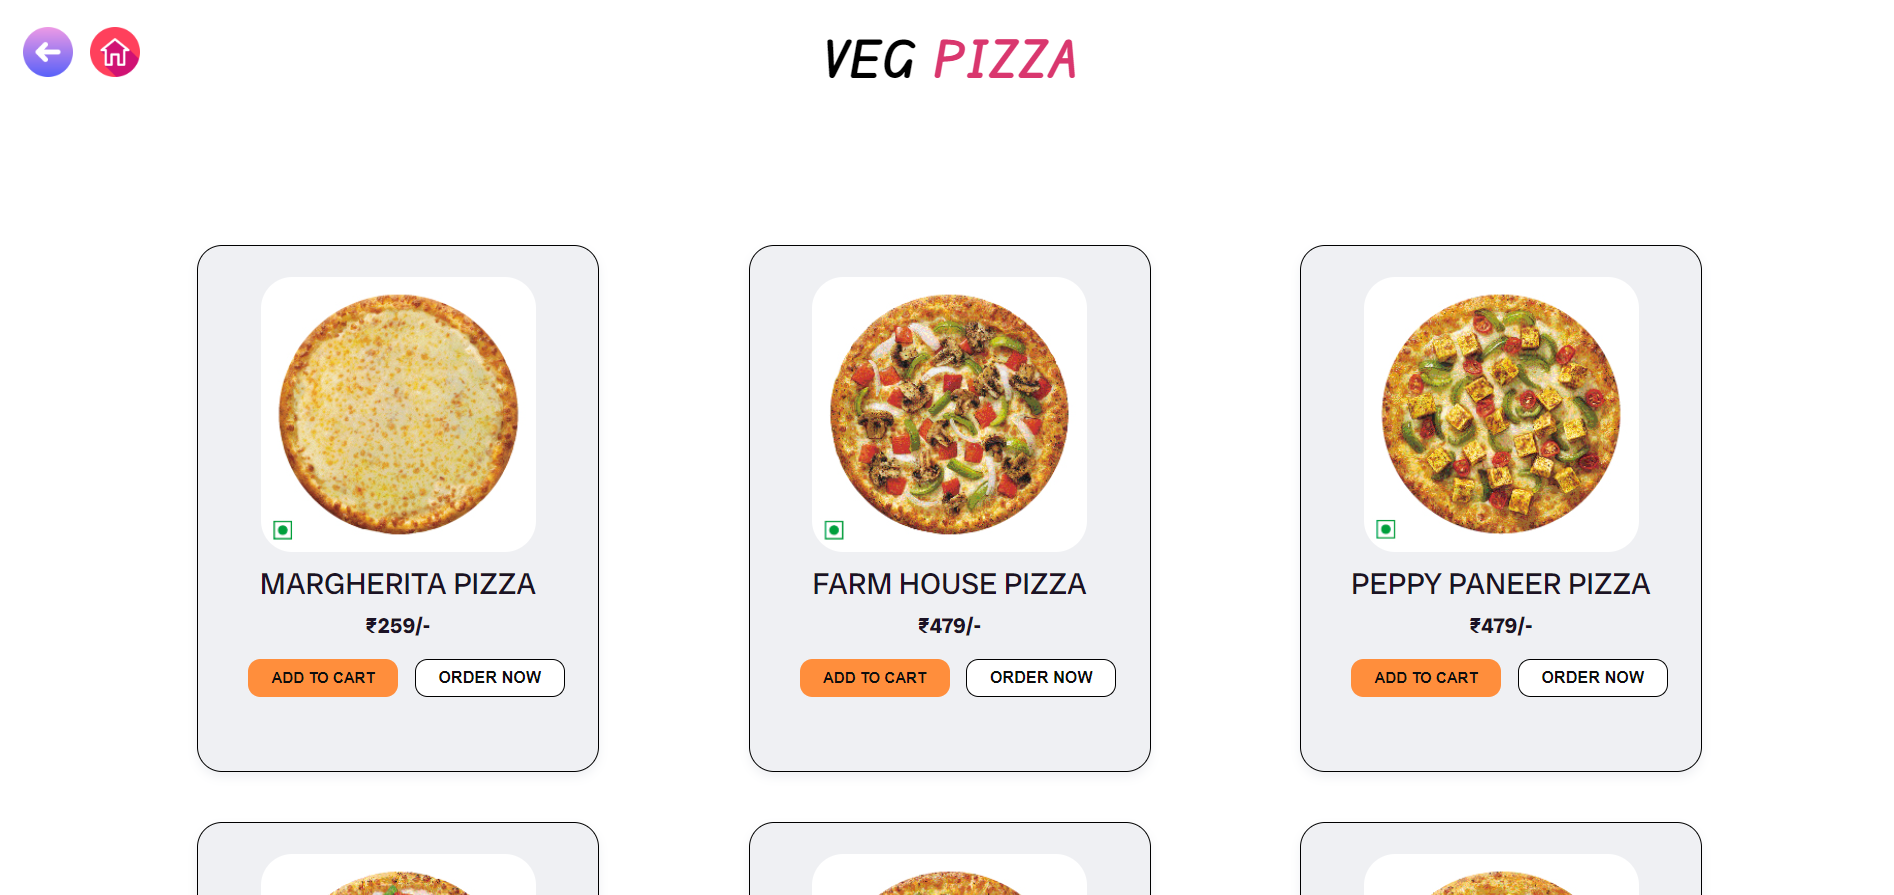 VEG PIZZA
MARGHERITA PIZZA
₹259/-
ADD TO CART
ORDER NOW
FARM HOUSE PIZZA
₹479/-
ADD TO CART
ORDER NOW
PEPPY PANEER PIZZA
₹479/-
ADD TO CART
ORDER NOW